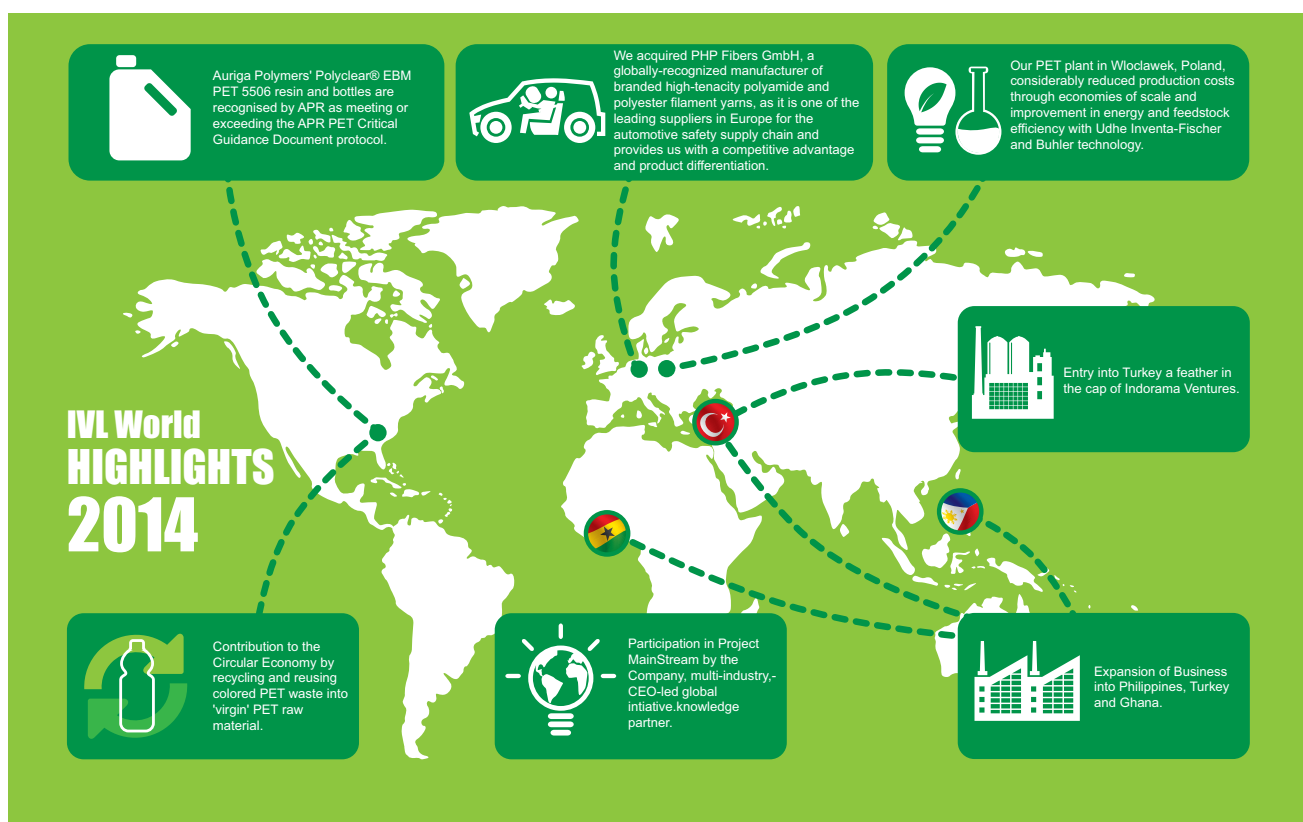 Auriga Polymers' Polyclear® EBM
PET 5506 resin and bottles are
recognised by APR as meeting or
exceeding the APR PET Critical
Guidance Document protocol.
We acquired PHP Fibers GmbH, a
globally-recognized manufacturer of
branded high-tenacity polyamide and
polyester filament yarns, as it is one of the
leading suppliers in Europe for the
automotive safety supply chain and
provides us with a competitive advantage
and product differentiation.
Our PET plant in Wloclawek, Poland,
considerably reduced production costs
through economies of scale and
improvement in energy and feedstock
efficiency with Udhe Inventa-Fischer
and Buhler technology.
Entry into Turkey a feather in
the cap of Indorama Ventures.
IVL World
HIGHLIGHTS
2014
Contribution to the
Circular Economy by
recycling and reusing
colored PET waste into
'virgin' PET raw
material.
Participation in Project
MainStream by the
Company, multi-industry,-
CEO-led global
intiative.knowledge
partner.
Expansion of Business
into Philippines, Turkey
and Ghana.